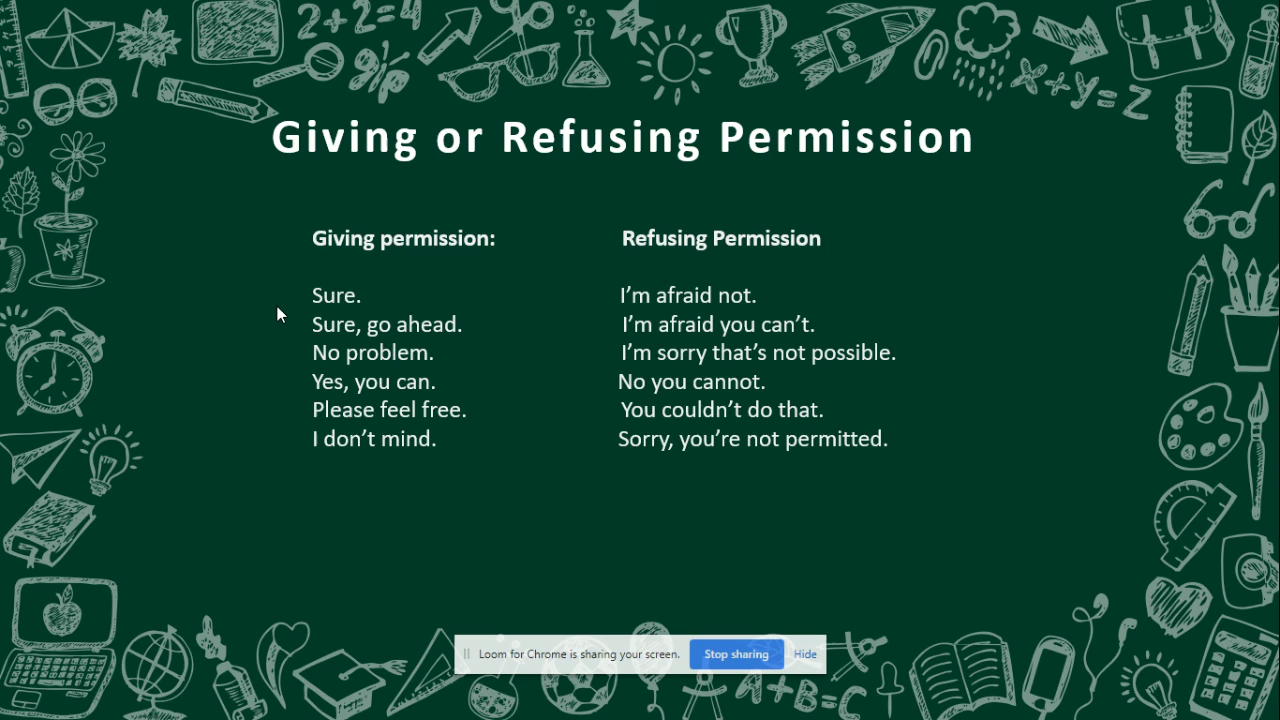 2+2=4
x+y=z
Giving or Refusing Permission
Giving permission:
Refusing Permission
Sure.
I'm afraid not.
Sure, go ahead.
I'm afraid you can't.
No problem.
I'm sorry that's not possible.
Yes, you can.
No you cannot.
Please feel free.
You couldn't do that.
I don't mind.
Sorry, you're not permitted.
Loom for Chrome is sharing your screen.
Stop sharing
Hide
A+B=C